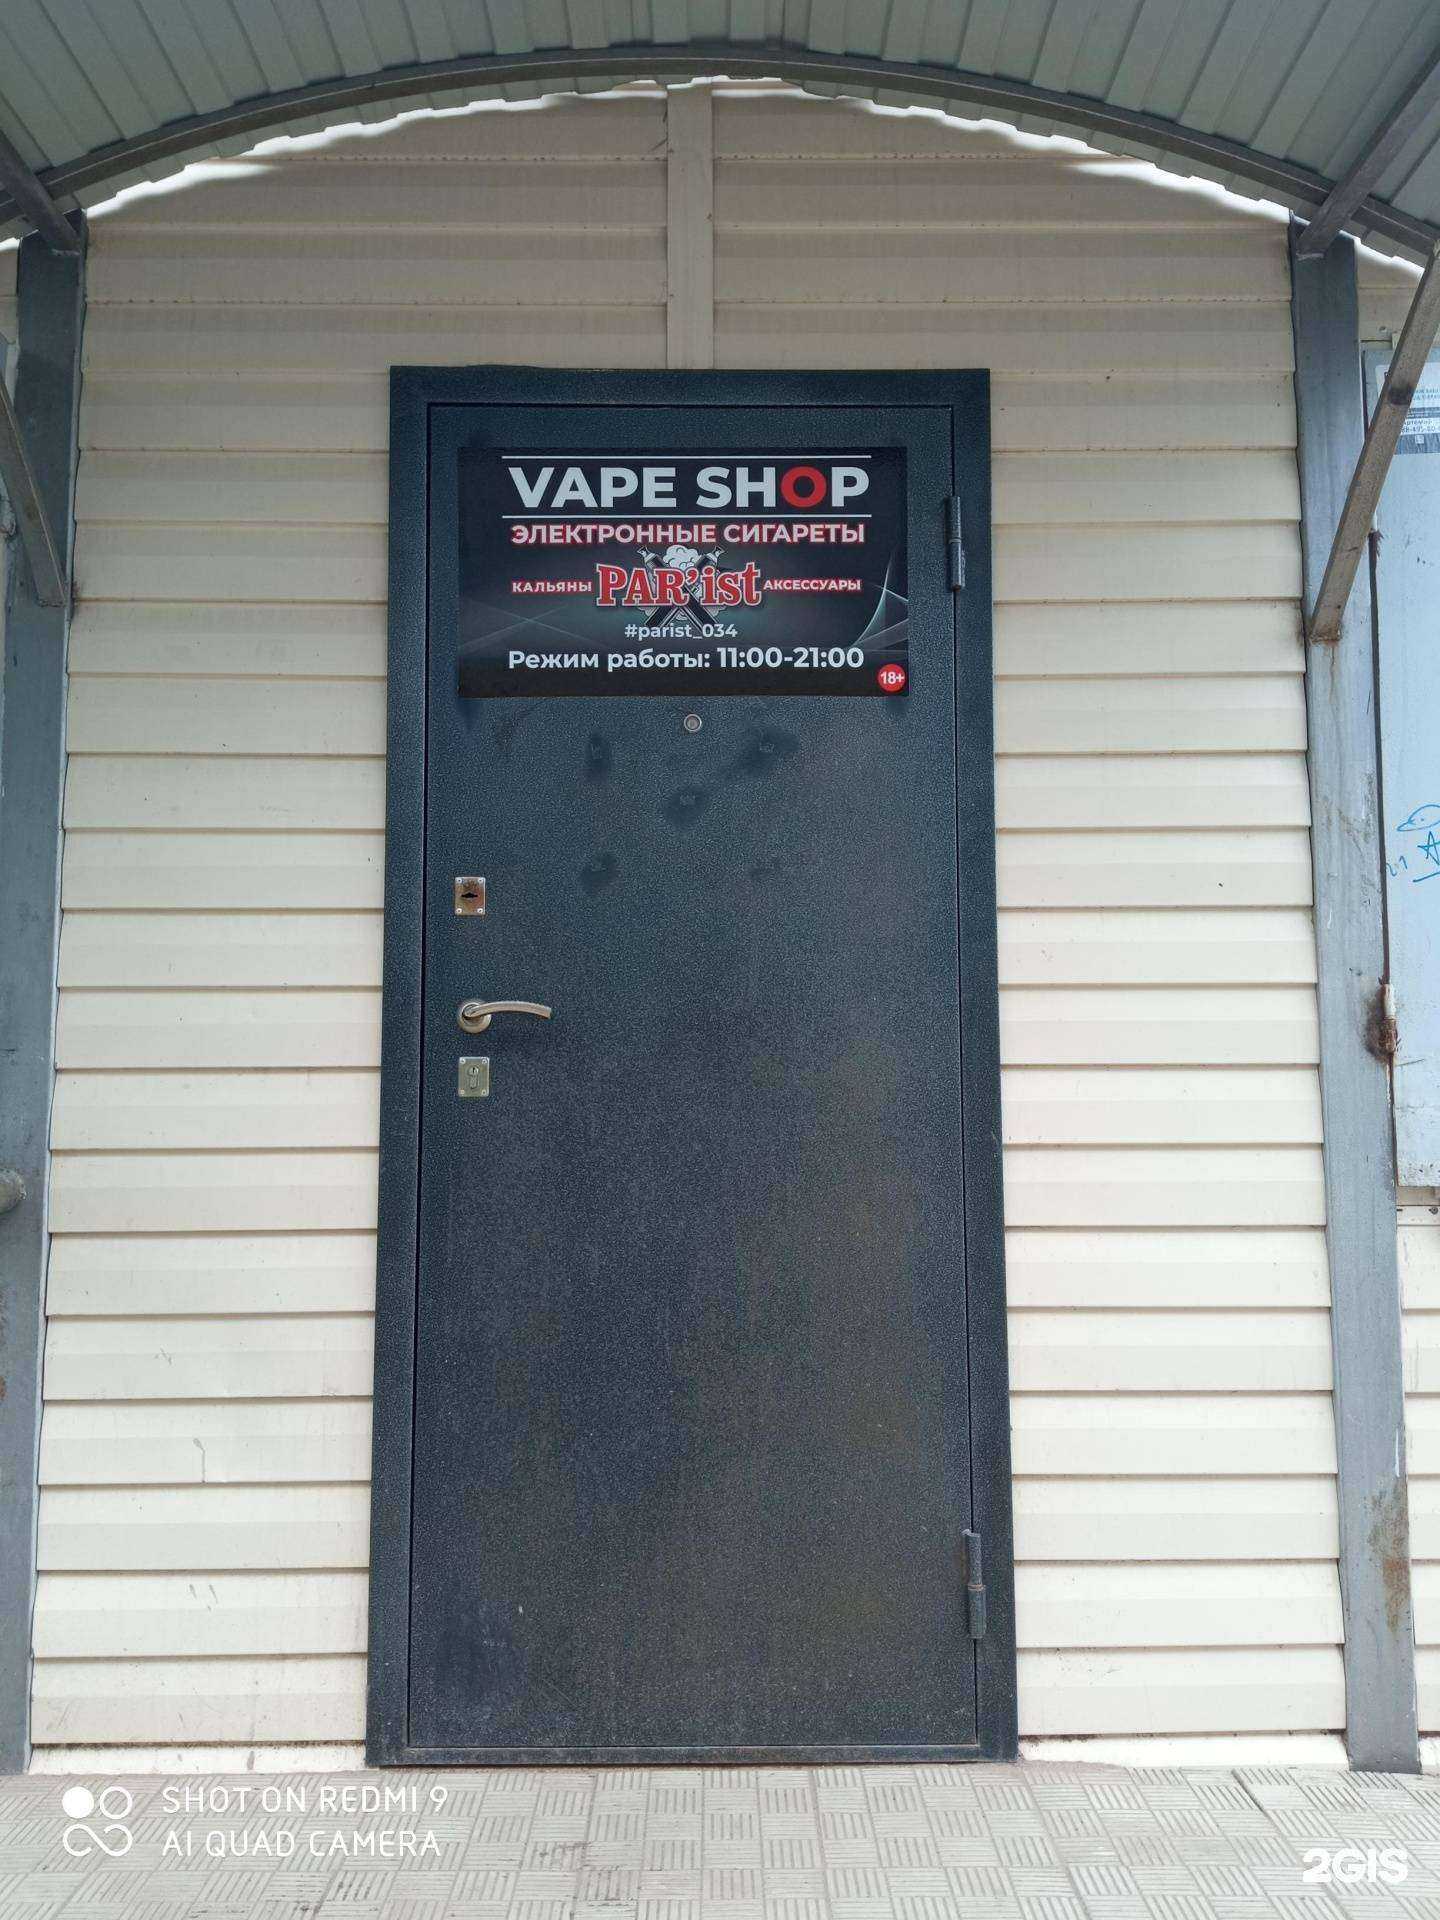 VAPE SHOP
ЭЛЕКТРОННЫЕ СИГАРЕТЫ
КАЛЬЯНЫ PAR'ist АКСЕССУАРЫ
#parist_034
Режим работы: 11:00-21:00
18+
SHOT ON REDMI 9
AI QUAD CAMERA
2GIS